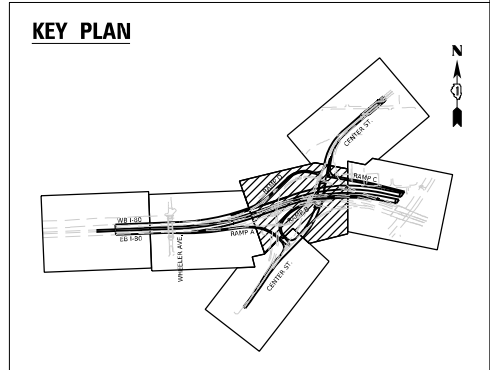 KEY PLAN
N
CENTER ST.
RAMP C
WB I-80
EB I-80
RAMP A
WHEELER AVE.
CENTER ST.